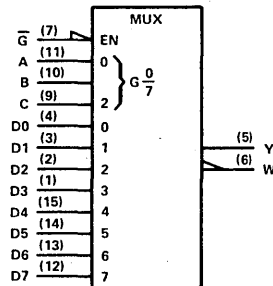 MUX
G̅ (7) EN
A (11) 0
B (10) G 0/7
C (9) 2
D0 (4) 0
D1 (3) 1 (5) Y
D2 (2) 2 (6) W
D3 (1) 3
D4 (15) 4
D5 (14) 5
D6 (13) 6
D7 (12) 7